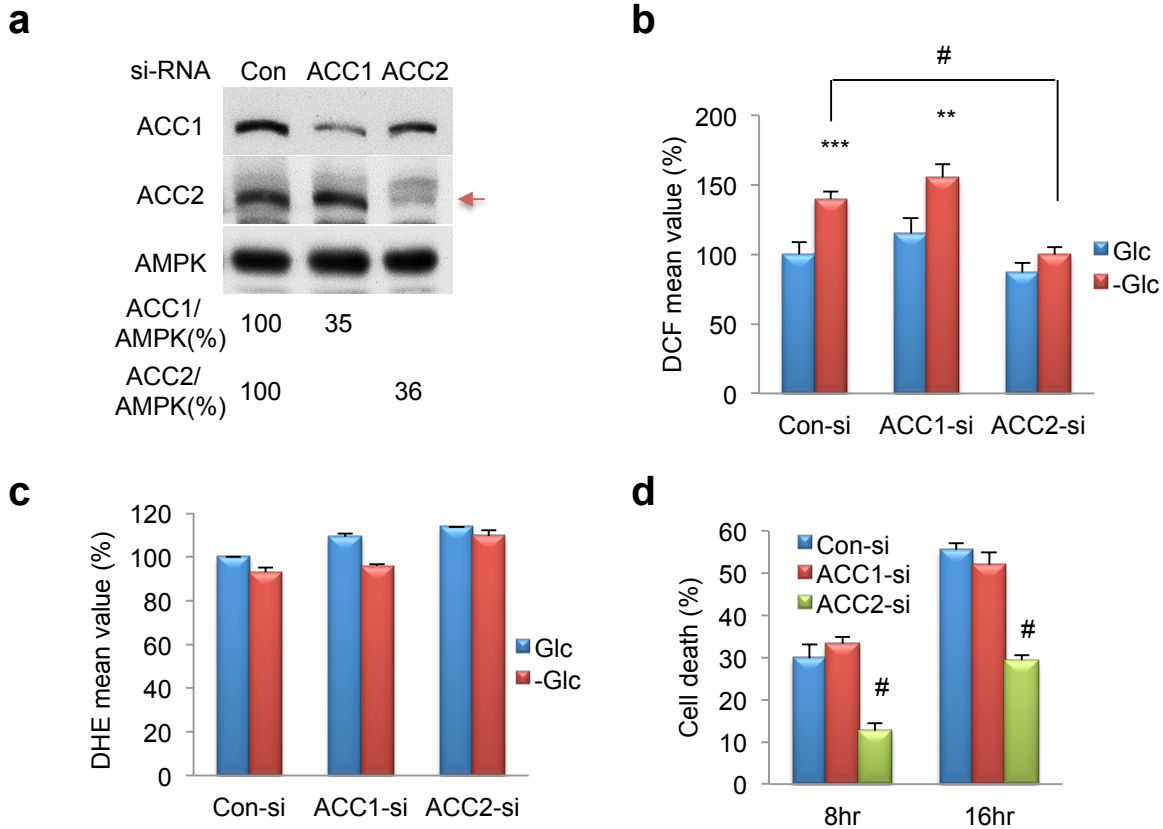 a
si-RNA Con ACC1 ACC2
ACC1
ACC2
AMPK
ACC1/
AMPK(%) 100 35
ACC2/
AMPK(%) 100 36
b
#
DCF mean value (%)
200
150
100
50
0
***
**
Con-si ACC1-si ACC2-si
Glc
-Glc
c
DHE mean value (%)
120
100
80
60
40
20
0
Con-si ACC1-si ACC2-si
Glc
-Glc
d
Cell death (%)
60
50
40
30
20
10
0
Con-si
ACC1-si
ACC2-si
#
#
8hr 16hr